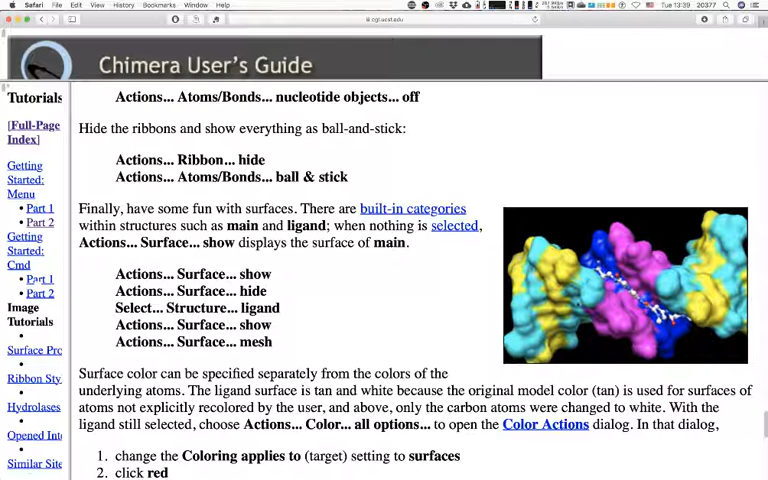 Safari File Edit View History Bookmarks Window Help
Tue 13:39 20377
cgl.ucsf.edu
Chimera User's Guide
Tutorials
[Full-Page
Index]
Getting
Started:
Menu
• Part 1
• Part 2
Getting
Started:
Cmd
• Part 1
• Part 2
Image
Tutorials
•
Surface Pro
•
Ribbon Sty
•
Hydrolases
•
Opened Int
•
Similar Site
Actions... Atoms/Bonds... nucleotide objects... off
Hide the ribbons and show everything as ball-and-stick:
Actions... Ribbon... hide
Actions... Atoms/Bonds... ball & stick
Finally, have some fun with surfaces. There are built-in categories
within structures such as main and ligand; when nothing is selected,
Actions... Surface... show displays the surface of main.
Actions... Surface... show
Actions... Surface... hide
Select... Structure... ligand
Actions... Surface... show
Actions... Surface... mesh
Surface color can be specified separately from the colors of the
underlying atoms. The ligand surface is tan and white because the original model color (tan) is used for surfaces of
atoms not explicitly recolored by the user, and above, only the carbon atoms were changed to white. With the
ligand still selected, choose Actions... Color... all options... to open the Color Actions dialog. In that dialog,
1. change the Coloring applies to (target) setting to surfaces
2. click red